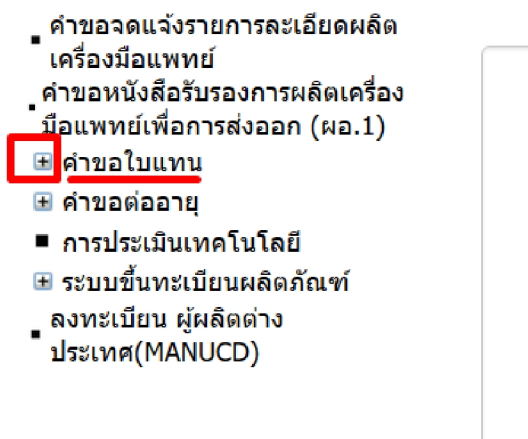 คำขอจดแจ้งรายการละเอียดผลิต
เครื่องมือแพทย์
คำขอหนังสือรับรองการผลิตเครื่อง
มือแพทย์เพื่อการส่งออก (ผอ.1)
คำขอใบแทน
คำขอต่ออายุ
การประเมินเทคโนโลยี
ระบบขึ้นทะเบียนผลิตภัณฑ์
ลงทะเบียน ผู้ผลิตต่าง
ประเทศ(MANUCD)